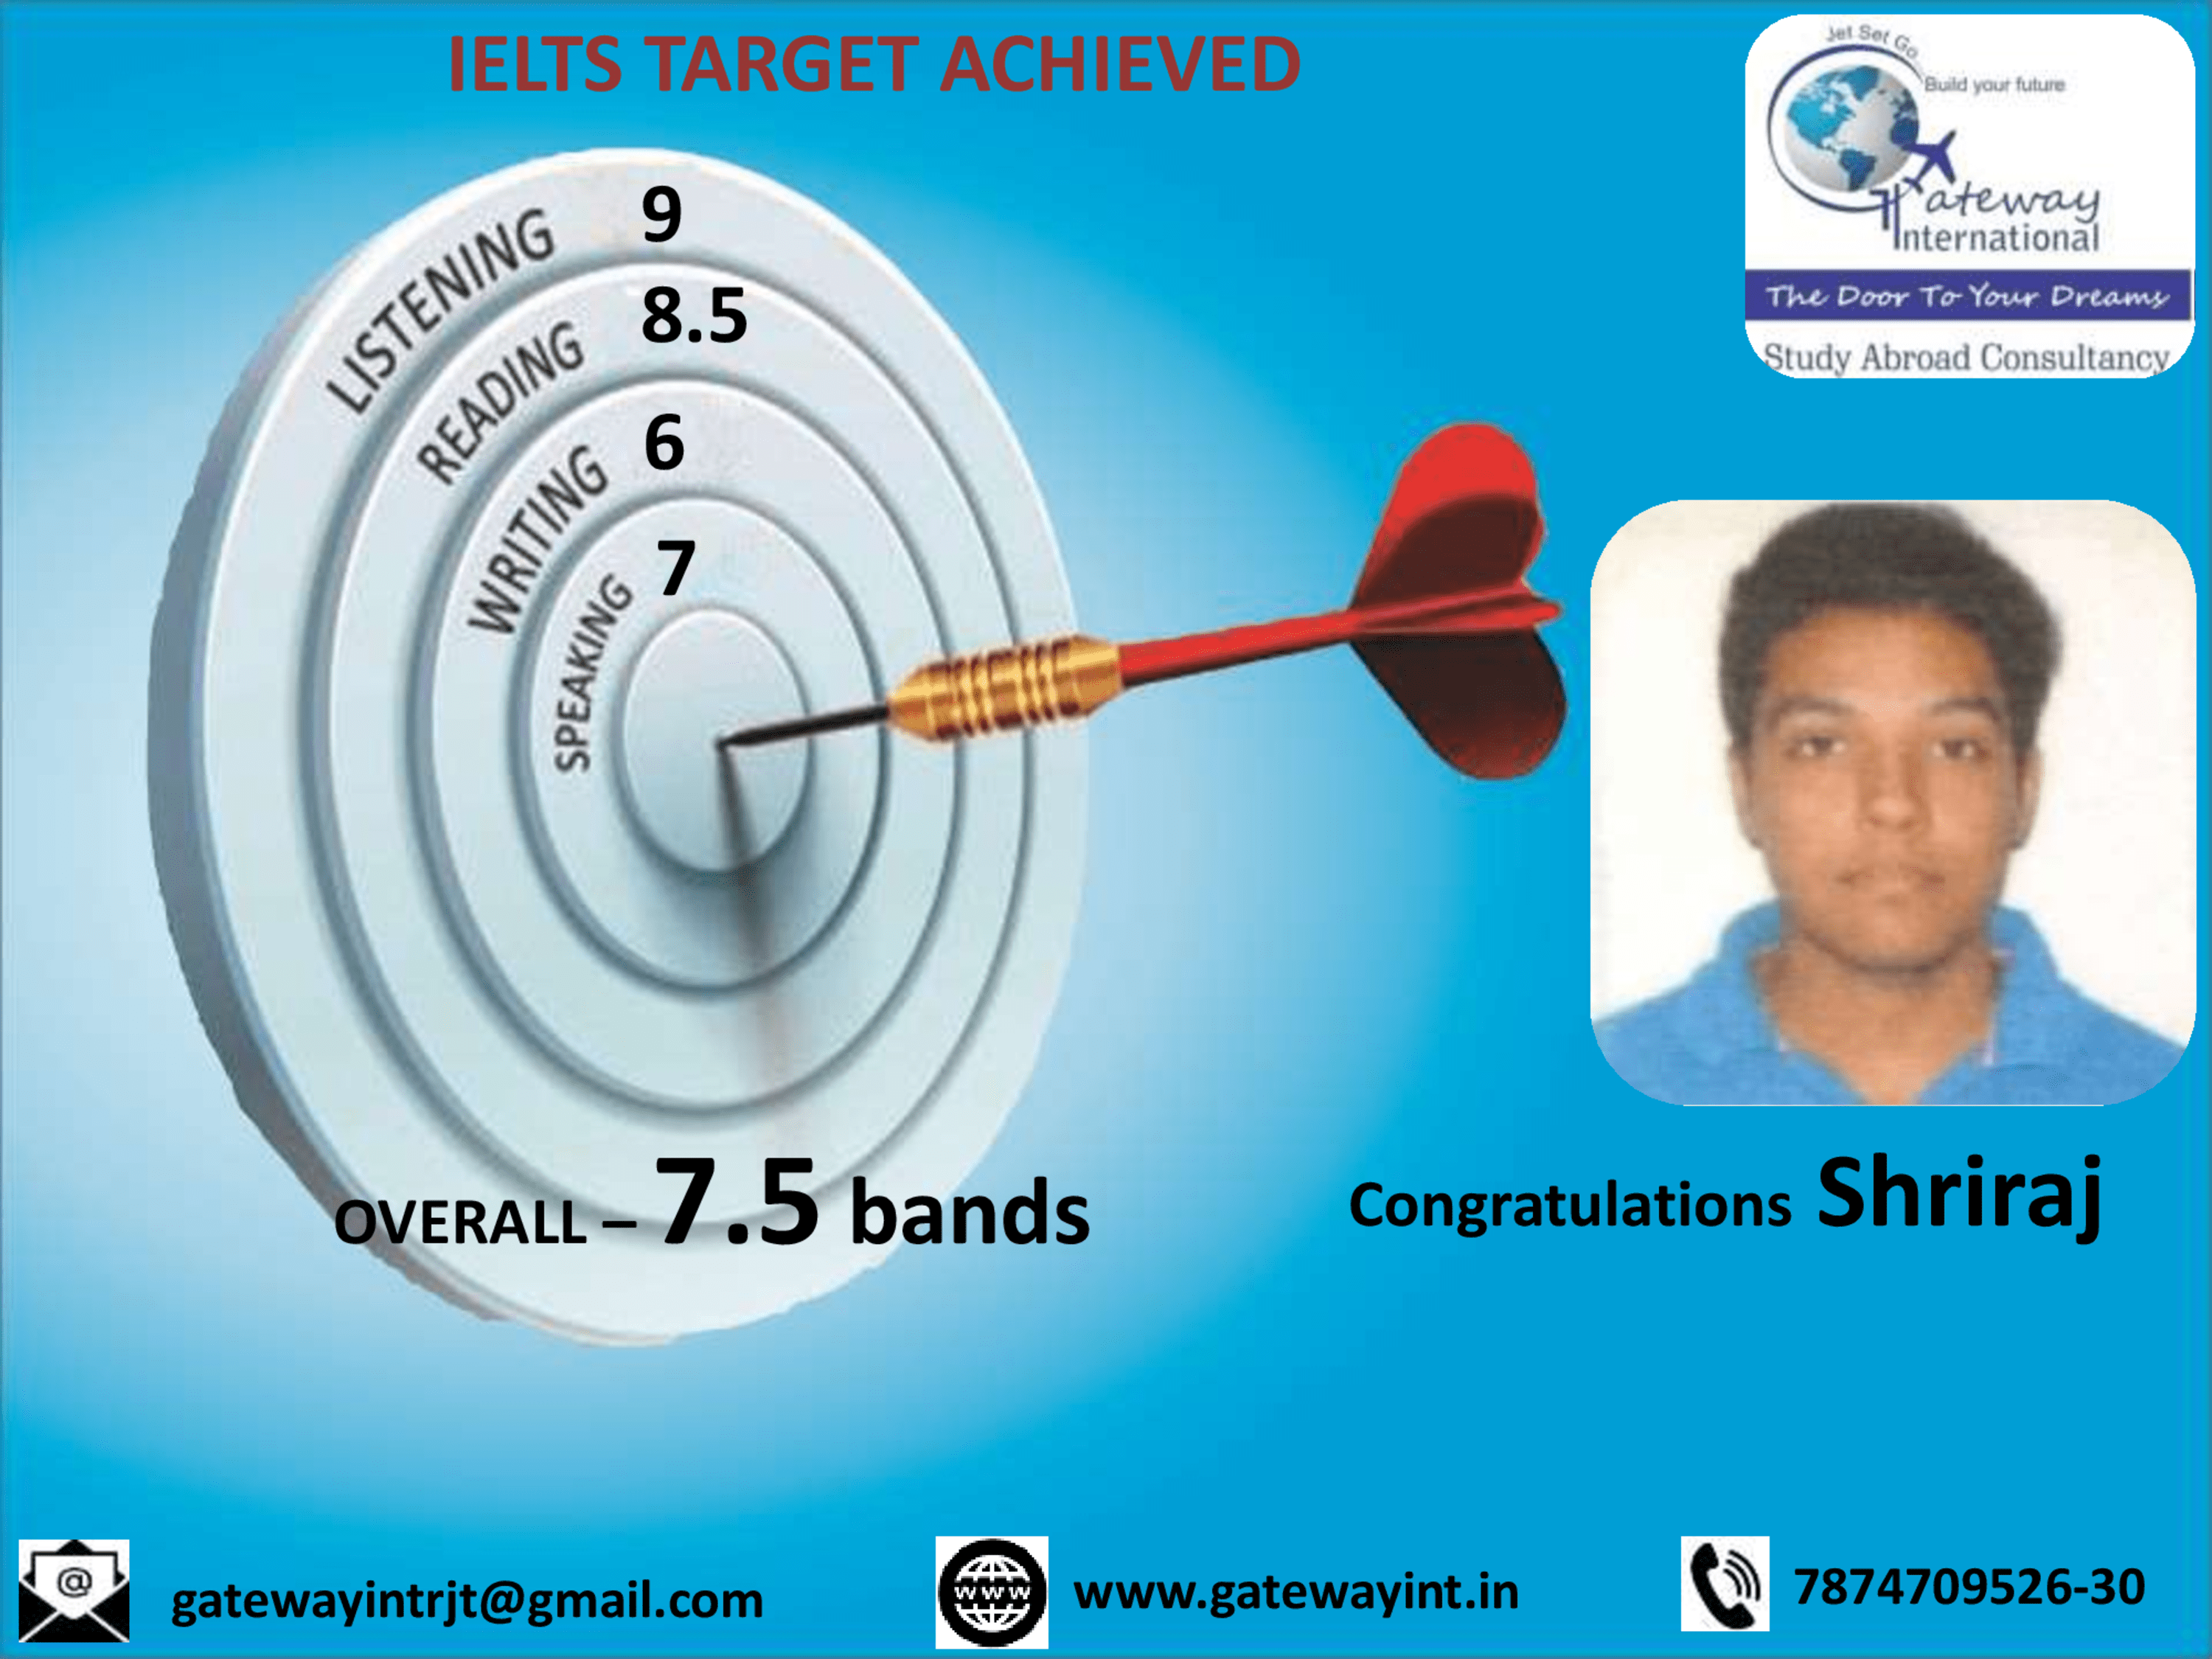 IELTS TARGET ACHIEVED
Jet Set Go...
Build your future
Gateway
International
The Door To Your Dreams
Study Abroad Consultancy
LISTENING 9
READING 8.5
WRITING 6
SPEAKING 7
OVERALL – 7.5 bands
Congratulations Shriraj
@
gatewayintrjt@gmail.com
www
www.gatewayint.in
7874709526-30